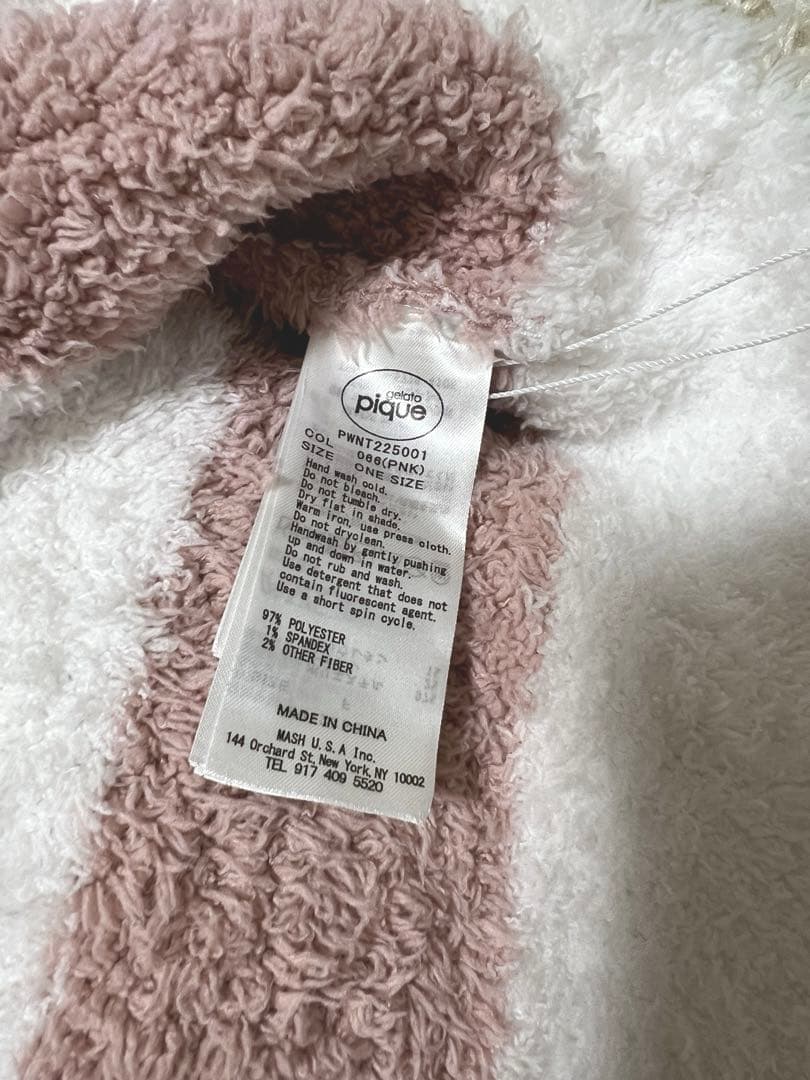 gelato
pique
PWNT225001
COL 066(PNK)
SIZE ONE SIZE
Hand wash cold.
Do not bleach.
Do not tumble dry.
Dry flat in shade.
Warm iron, use press cloth.
Do not dryclean.
Handwash by gently pushing
up and down in water.
Do not rub and wash.
Use detergent that does not
contain fluorescent agent.
Use a short spin cycle.
97% POLYESTER
1% SPANDEX
2% OTHER FIBER
MADE IN CHINA
MASH U.S.A Inc.
144 Orchard St, New York, NY 10002
TEL 917 409 5520